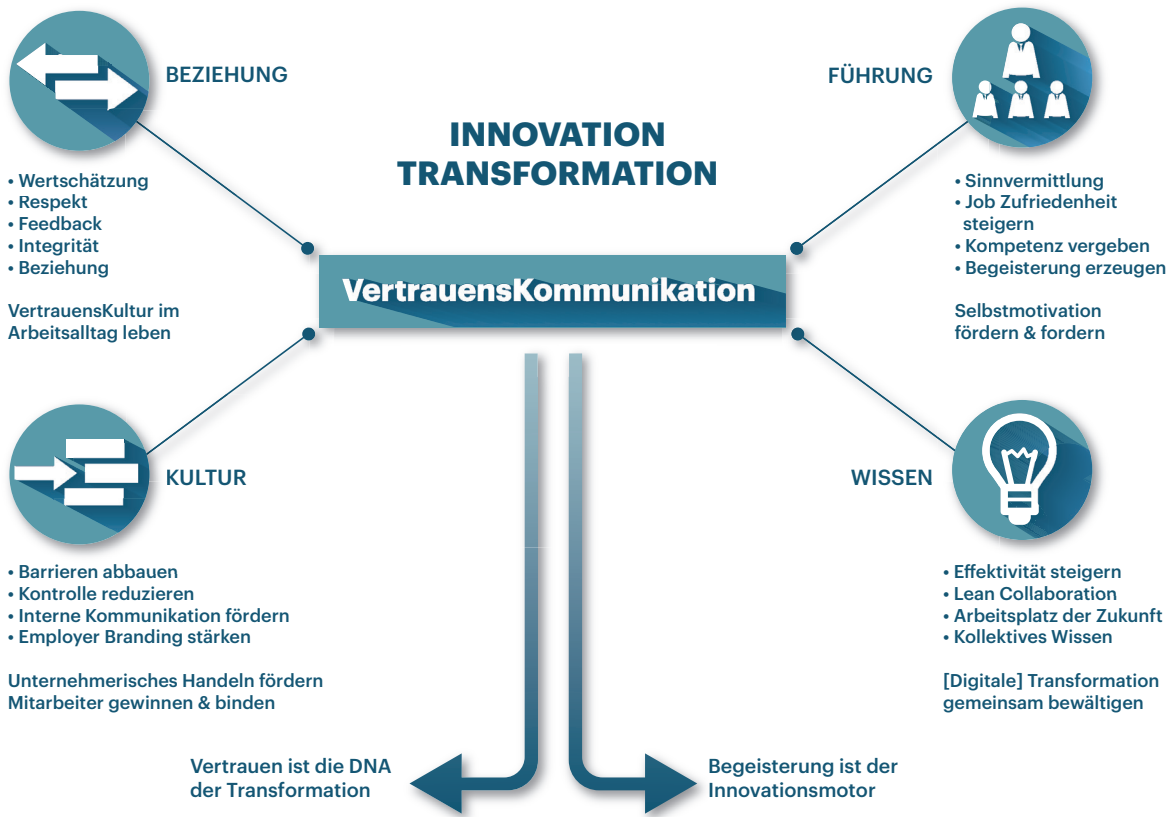 BEZIEHUNG
• Wertschätzung
• Respekt
• Feedback
• Integrität
• Beziehung
VertrauensKultur im
Arbeitsalltag leben
INNOVATION
TRANSFORMATION
VertrauensKommunikation
FÜHRUNG
• Sinnvermittlung
• Job Zufriedenheit
steigern
• Kompetenz vergeben
• Begeisterung erzeugen
Selbstmotivation
fördern & fordern
KULTUR
• Barrieren abbauen
• Kontrolle reduzieren
• Interne Kommunikation fördern
• Employer Branding stärken
Unternehmerisches Handeln fördern
Mitarbeiter gewinnen & binden
WISSEN
• Effektivität steigern
• Lean Collaboration
• Arbeitsplatz der Zukunft
• Kollektives Wissen
[Digitale] Transformation
gemeinsam bewältigen
Vertrauen ist die DNA
der Transformation
Begeisterung ist der
Innovationsmotor